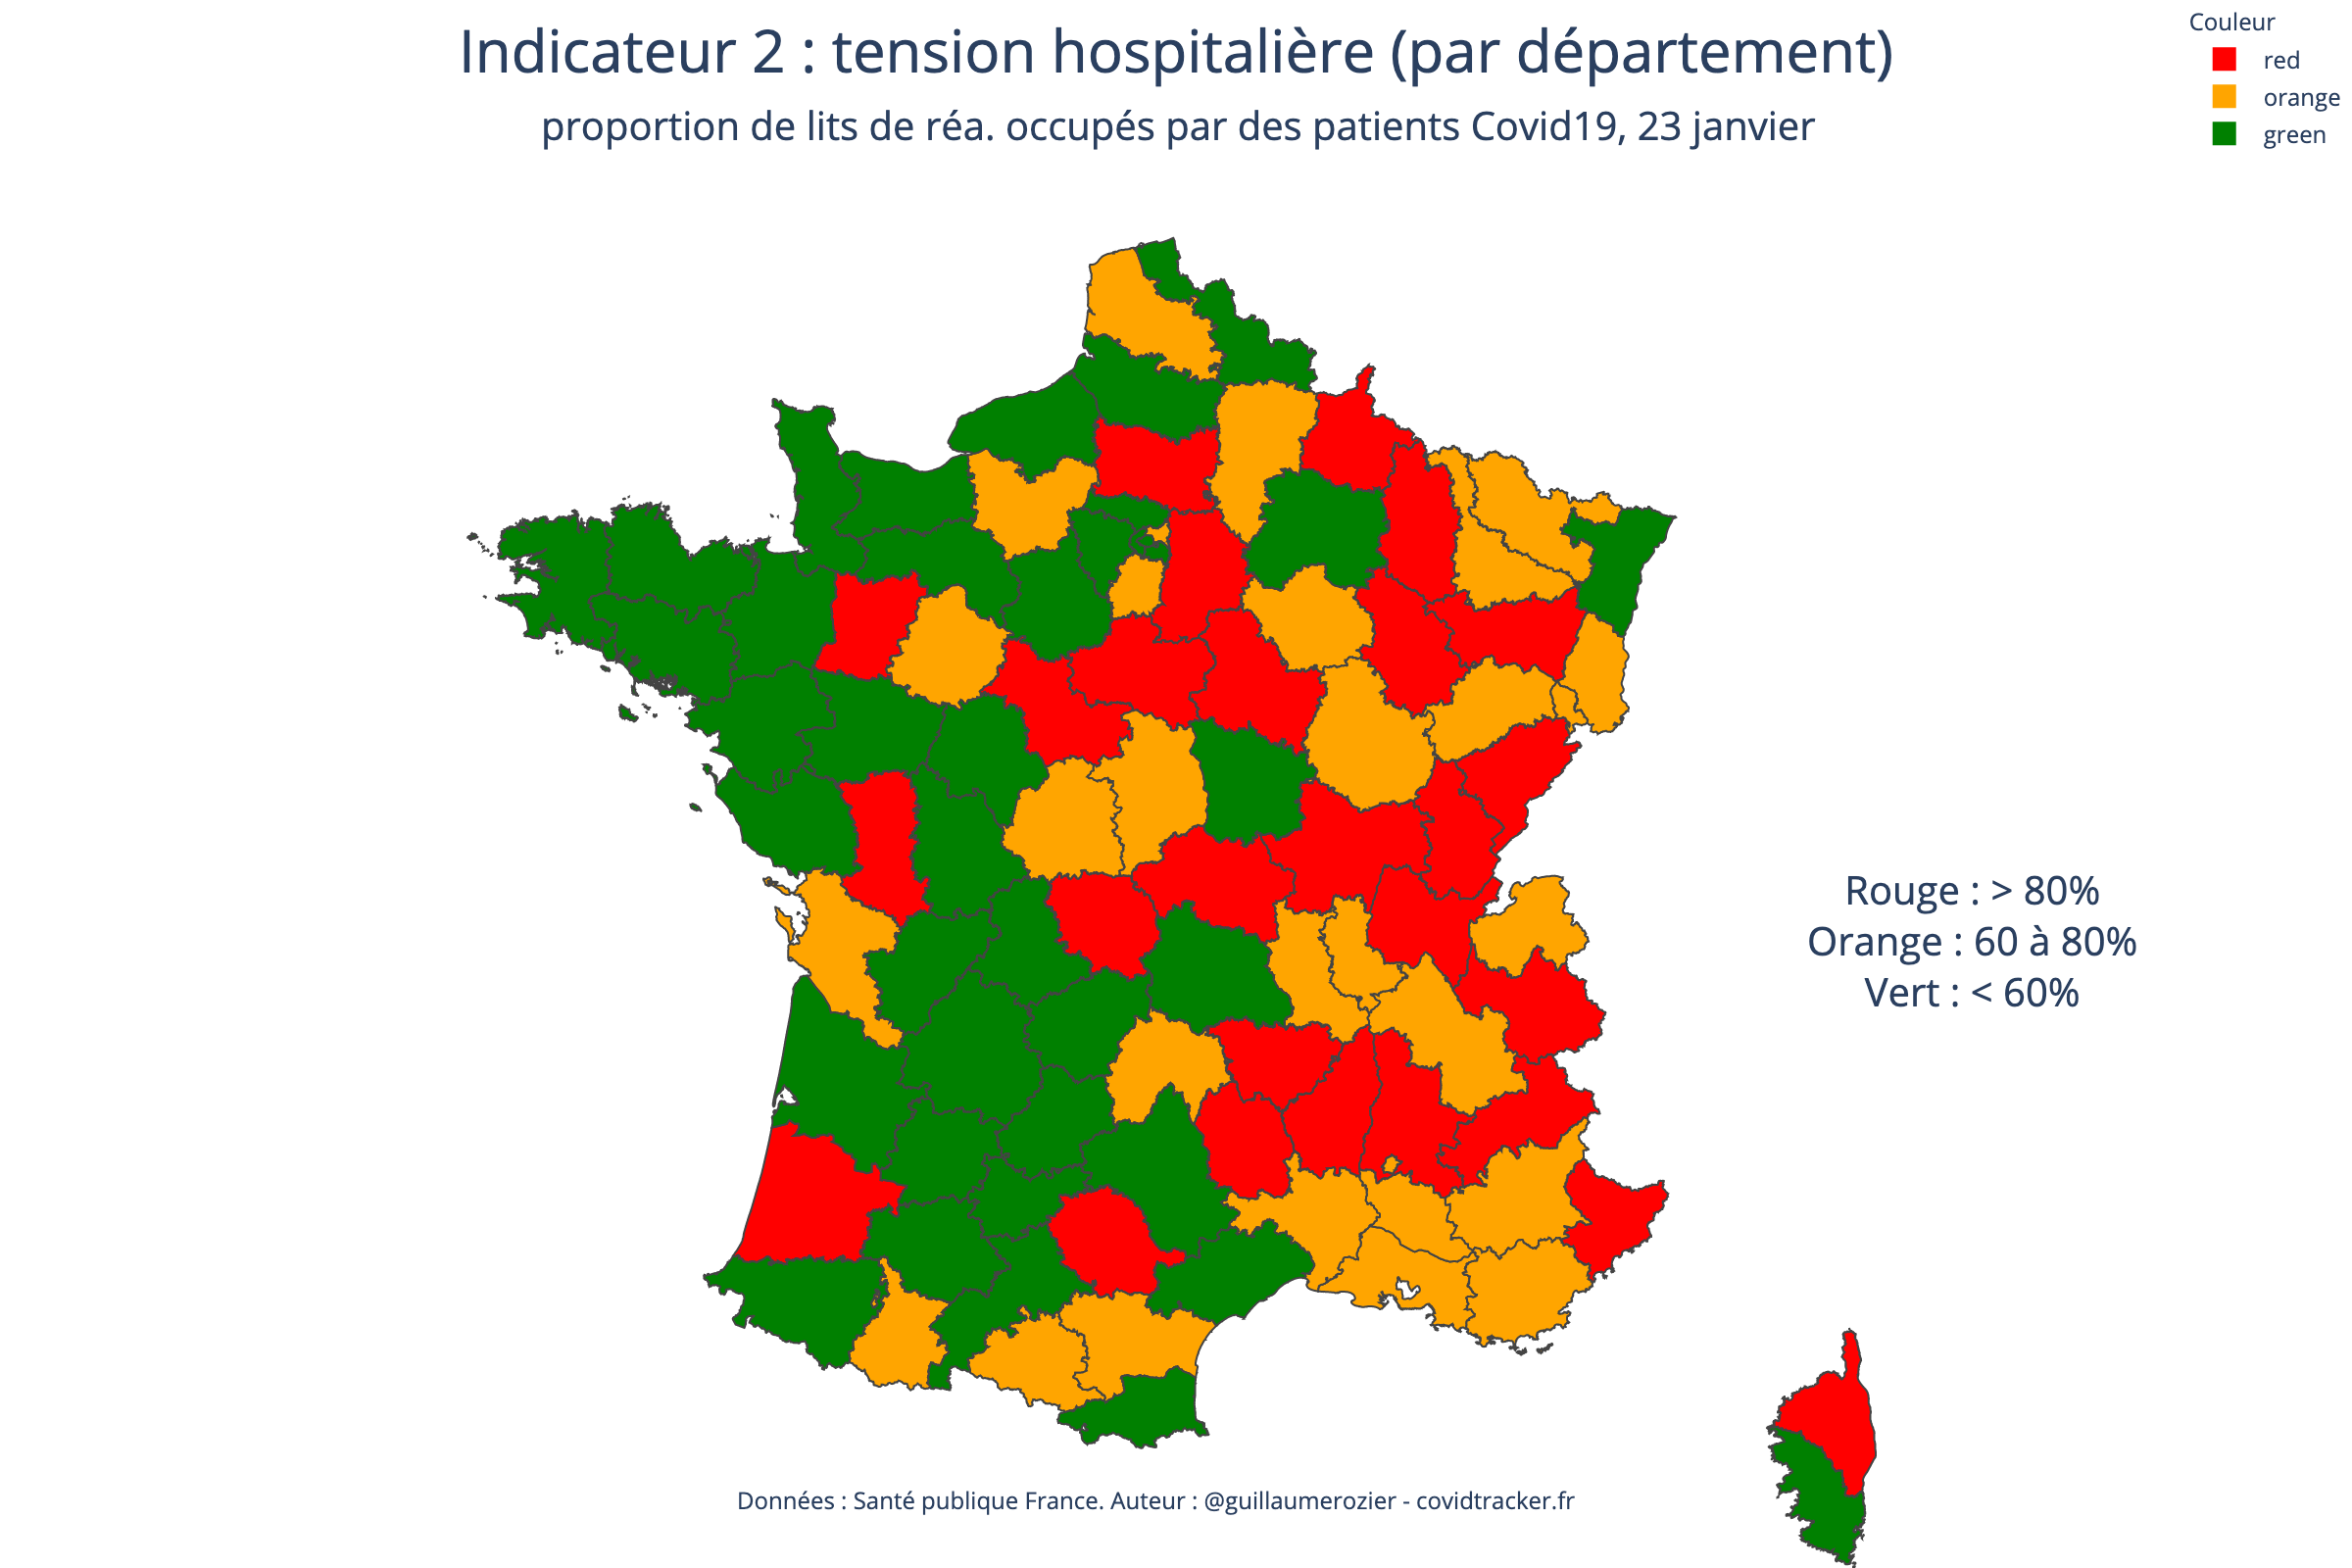 Indicateur 2 : tension hospitalière (par département)
proportion de lits de réa. occupés par des patients Covid19, 23 janvier
Couleur
red
orange
green
Rouge : > 80%
Orange : 60 à 80%
Vert : < 60%
Données : Santé publique France. Auteur : @guillaumerozier - covidtracker.fr